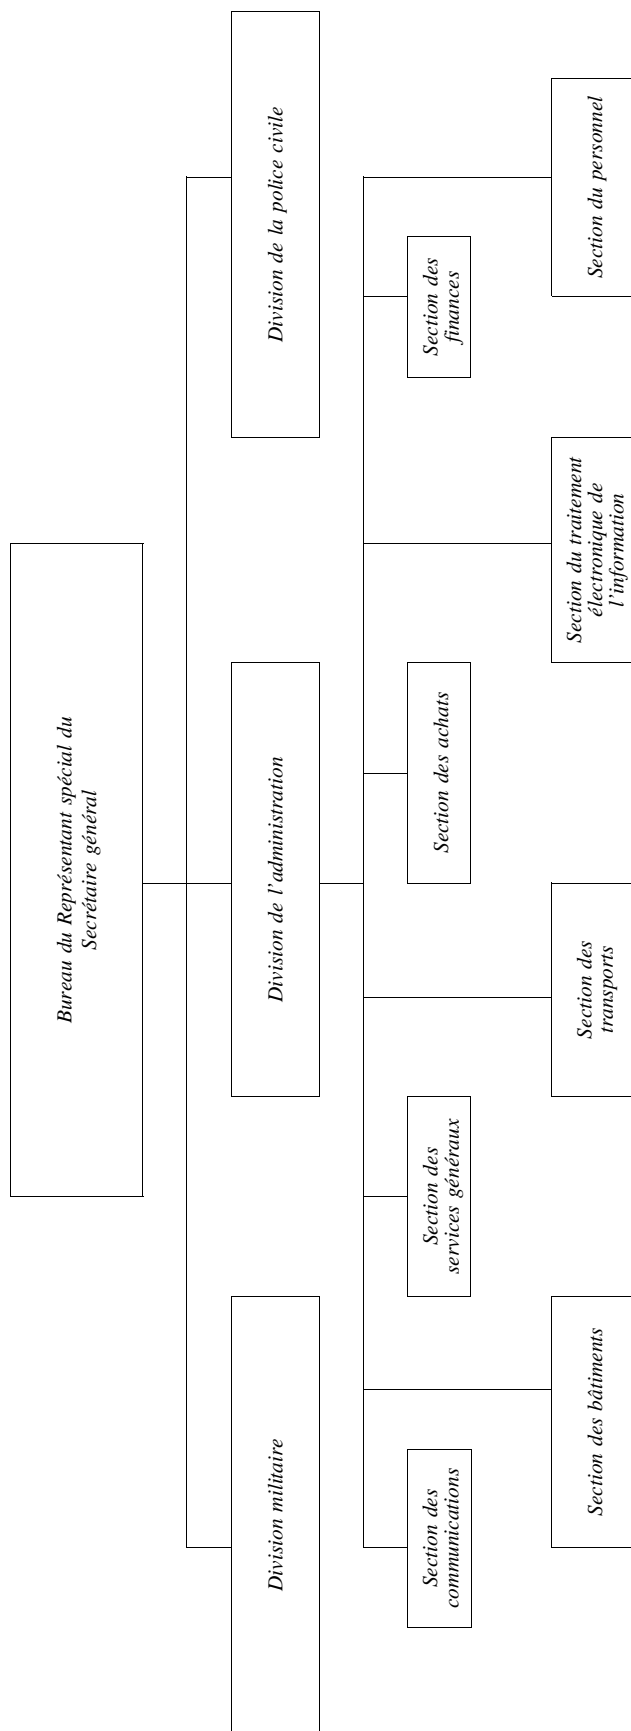 Bureau du Représentant spécial du
Secrétaire général
Division militaire
Division de l'administration
Division de la police civile
Section des
communications
Section des
services généraux
Section des achats
Section des
finances
Section des bâtiments
Section des
transports
Section du traitement
électronique de
l'information
Section du personnel